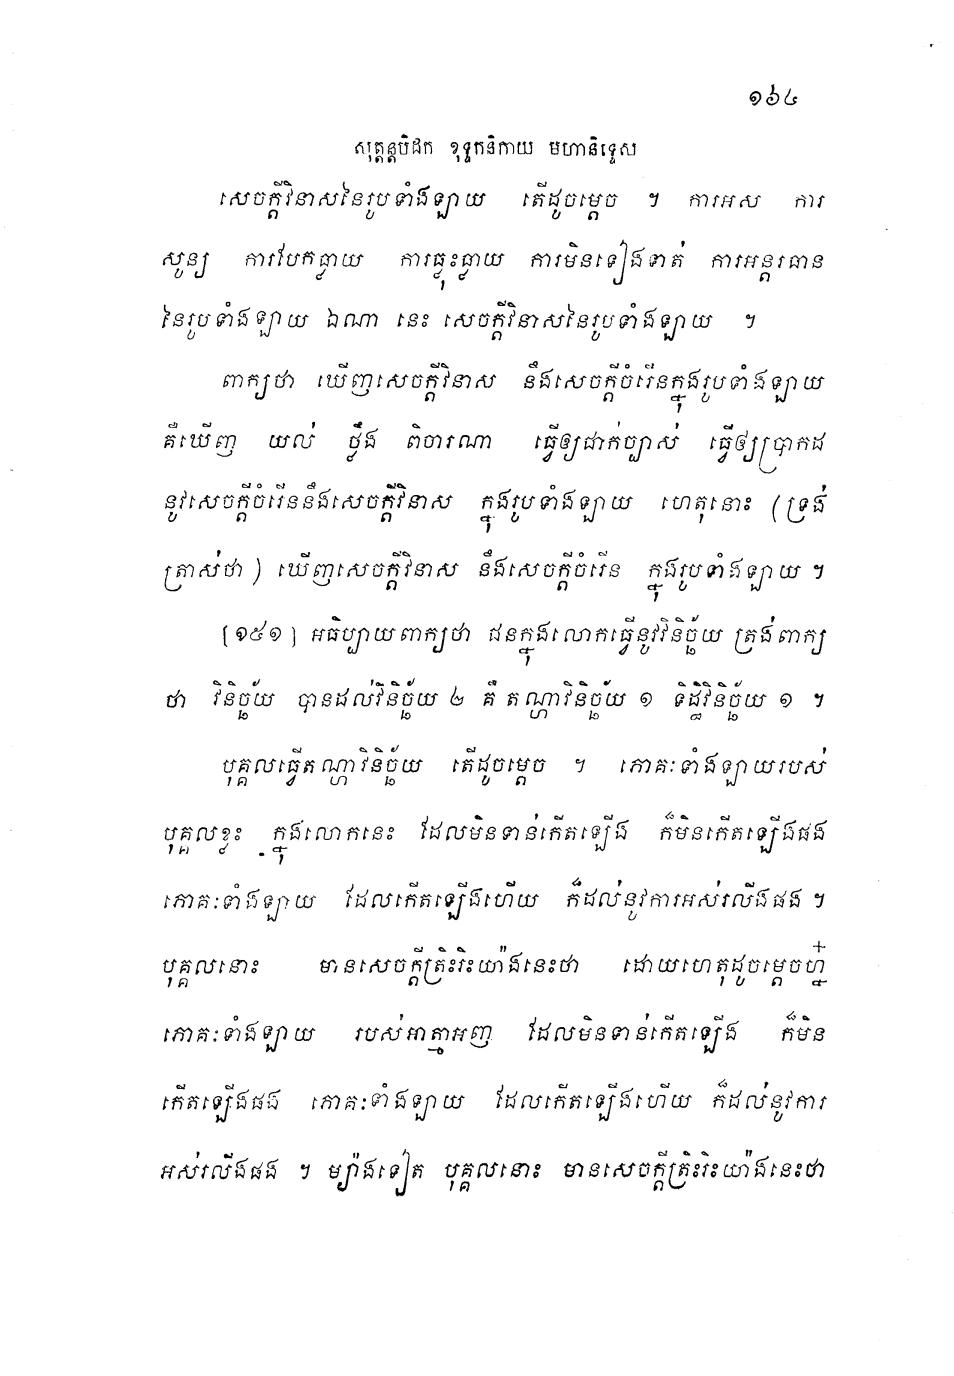 ១៦៤
សុត្តន្តបិដក ខុទ្ទកនិកាយ មហានិទ្ទេស
សេចក្តីវិនាសនៃរូបទាំងឡាយ តើដូចម្តេច ។ ការអស់ ការ
សូន្យ ការបែកធ្លាយ ការធ្លុះធ្លាយ ការមិនទៀងទាត់ ការអន្តរធាន
នៃរូបទាំងឡាយ ឯណា នេះ សេចក្តីវិនាសនៃរូបទាំងឡាយ ។
ពាក្យថា ឃើញសេចក្តីវិនាស នឹងសេចក្តីចំរើនក្នុងរូបទាំងឡាយ
គឺឃើញ យល់ ថ្លឹង ពិចារណា ធ្វើឲ្យជាក់ច្បាស់ ធ្វើឲ្យប្រាកដ
នូវសេចក្តីចំរើននឹងសេចក្តីវិនាស ក្នុងរូបទាំងឡាយ ហេតុនោះ (ទ្រង់
ត្រាស់ថា) ឃើញសេចក្តីវិនាស នឹងសេចក្តីចំរើន ក្នុងរូបទាំងឡាយ ។
[១៥១] អធិប្បាយពាក្យថា ជនក្នុងលោកធ្វើនូវវិនិច្ឆ័យ ត្រង់ពាក្យ
ថា វិនិច្ឆ័យ បានដល់វិនិច្ឆ័យ ២ គឺ តណ្ហាវិនិច្ឆ័យ ១ ទិដ្ឋិវិនិច្ឆ័យ ១ ។
បុគ្គលធ្វើតណ្ហាវិនិច្ឆ័យ តើដូចម្តេច ។ ភោគៈទាំងឡាយរបស់
បុគ្គលខ្លះ ក្នុងលោកនេះ ដែលមិនទាន់កើតឡើង ក៏មិនកើតឡើងផង
ភោគៈទាំងឡាយ ដែលកើតឡើងហើយ ក៏ដល់នូវការអស់រលីងផង ។
បុគ្គលនោះ មានសេចក្តីត្រិះរិះយ៉ាងនេះថា ដោយហេតុដូចម្តេចហ្ន៎
ភោគៈទាំងឡាយ របស់អាត្មាអញ ដែលមិនទាន់កើតឡើង ក៏មិន
កើតឡើងផង ភោគៈទាំងឡាយ ដែលកើតឡើងហើយ ក៏ដល់នូវការ
អស់រលីងផង ។ ម្យ៉ាងទៀត បុគ្គលនោះ មានសេចក្តីត្រិះរិះយ៉ាងនេះថា